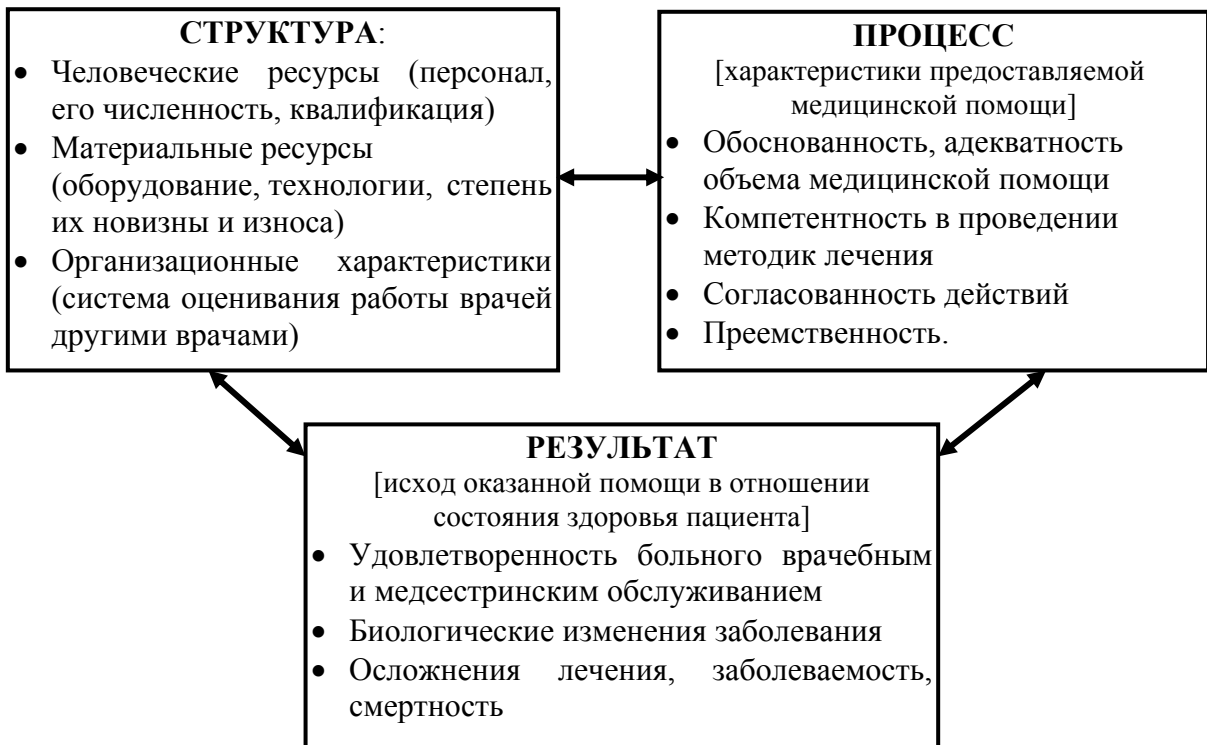 СТРУКТУРА:
• Человеческие ресурсы (персонал,
его численность, квалификация)
• Материальные ресурсы
(оборудование, технологии, степень
их новизны и износа)
• Организационные характеристики
(система оценивания работы врачей
другими врачами)
ПРОЦЕСС
[характеристики предоставляемой
медицинской помощи]
• Обоснованность, адекватность
объема медицинской помощи
• Компетентность в проведении
методик лечения
• Согласованность действий
• Преемственность.
РЕЗУЛЬТАТ
[исход оказанной помощи в отношении
состояния здоровья пациента]
• Удовлетворенность больного врачебным
и медсестринским обслуживанием
• Биологические изменения заболевания
• Осложнения лечения, заболеваемость,
смертность